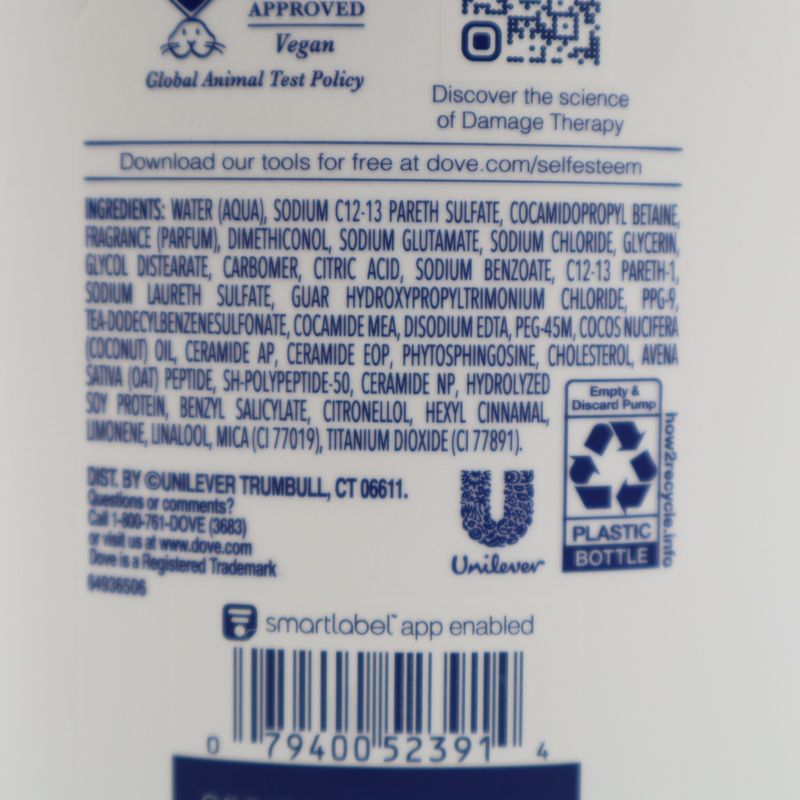 APPROVED
Vegan
Global Animal Test Policy
Discover the science
of Damage Therapy
Download our tools for free at dove.com/selfesteem
INGREDIENTS: WATER (AQUA), SODIUM C12-13 PARETH SULFATE, COCAMIDOPROPYL BETAINE,
FRAGRANCE (PARFUM), DIMETHICONOL, SODIUM GLUTAMATE, SODIUM CHLORIDE, GLYCERIN,
GLYCOL DISTEARATE, CARBOMER, CITRIC ACID, SODIUM BENZOATE, C12-13 PARETH-1,
SODIUM LAURETH SULFATE, GUAR HYDROXYPROPYLTRIMONIUM CHLORIDE, PPG-9,
TEA-DODECYLBENZENESULFONATE, COCAMIDE MEA, DISODIUM EDTA, PEG-45M, COCOS NUCIFERA
(COCONUT) OIL, CERAMIDE AP, CERAMIDE EOP, PHYTOSPHINGOSINE, CHOLESTEROL, AVENA
SATIVA (OAT) PEPTIDE, SH-POLYPEPTIDE-50, CERAMIDE NP, HYDROLYZED
SOY PROTEIN, BENZYL SALICYLATE, CITRONELLOL, HEXYL CINNAMAL,
LIMONENE, LINALOOL, MICA (CI 77019), TITANIUM DIOXIDE (CI 77891).
Empty &
Discard Pump
PLASTIC
BOTTLE
how2recycle.info
DIST. BY ©UNILEVER TRUMBULL, CT 06611.
Questions or comments?
Call 1-800-761-DOVE (3683)
or visit us at www.dove.com
Dove is a Registered Trademark
64936506
Unilever
smartlabel™ app enabled
0 79400 52391 4